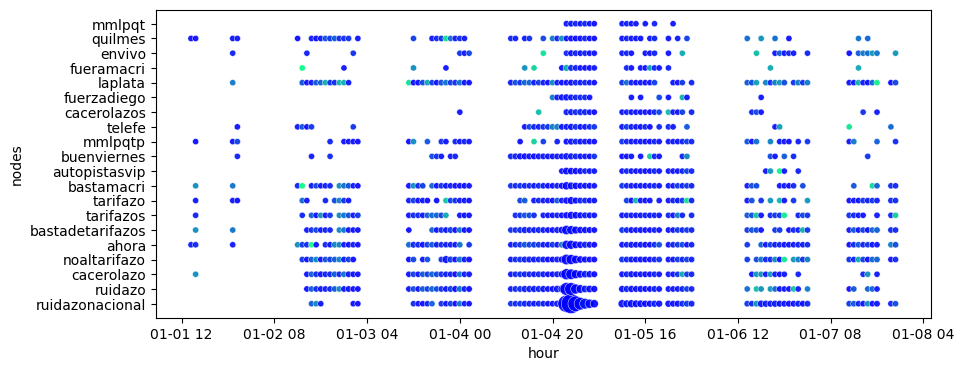 nodes
mmlpqt
quilmes
envivo
fueramacri
laplata
fuerzadiego
cacerolazos
telefe
mmlpqtp
buenviernes
autopistasvip
bastamacri
tarifazo
tarifazos
bastadetarifazos
ahora
noaltarifazo
cacerolazo
ruidazo
ruidazonacional
01-01 12 01-02 08 01-03 04 01-04 00 01-04 20 01-05 16 01-06 12 01-07 08 01-08 04
hour